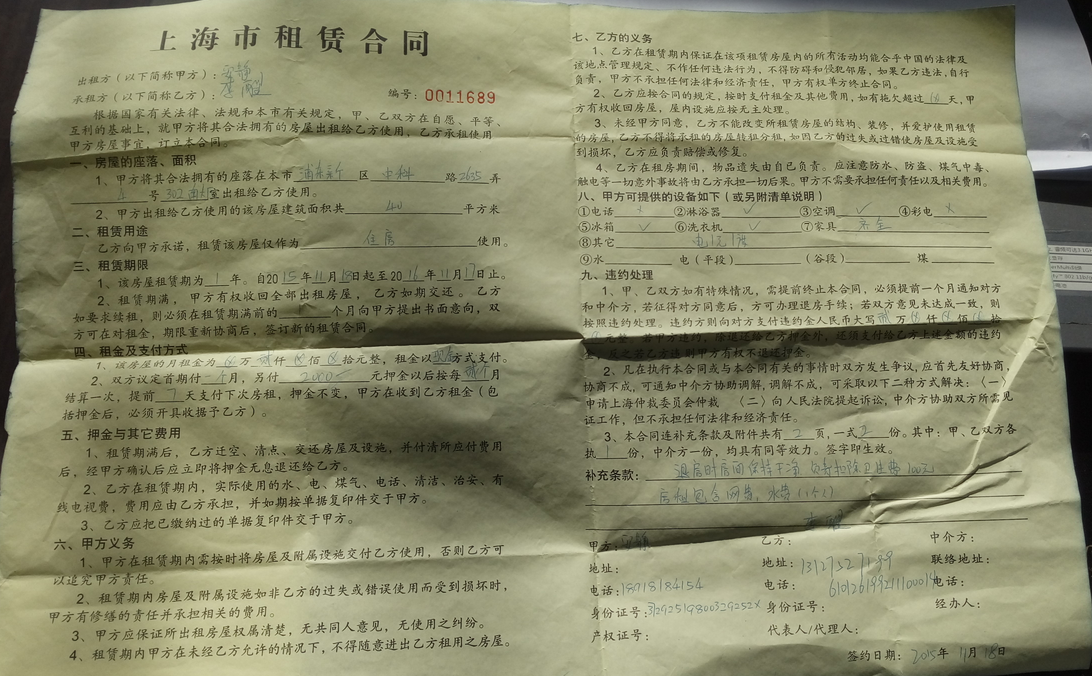 上海市租赁合同
出租方（以下简称甲方）：
承租方（以下简称乙方）：
编号：0011689
根据国家有关法律、法规和本市有关规定，甲、乙双方在自愿、平等、
互利的基础上，就甲方将其合法拥有的房屋出租给乙方使用，乙方承租使用
甲方房屋事宜，订立本合同。
一、房屋的座落、面积
1、甲方将其合法拥有的座落在本市 浦东新 区 中科 路 2635 弄
号 302 室出租给乙方使用。
2、甲方出租给乙方使用的该房屋建筑面积共 40 平方米
二、租赁用途
乙方向甲方承诺，租赁该房屋仅作为 住房 使用。
三、租赁期限
1、该房屋租赁期为 1 年。自2015年11月18日起至2016年11月17日止。
2、租赁期满，甲方有权收回全部出租房屋，乙方如期交还。乙方
如要求续租，则必须在租赁期满前的 个月向甲方提出书面意向，双
方可在对租金，期限重新协商后，签订新的租赁合同。
四、租金及支付方式
1、该房屋的月租金为 万 贰仟 佰 拾元整，租金以 现金 方式支付。
2、双方议定首期付 一个 月，另付 2000 元押金以后按每 个月
结算一次，提前 7 天支付下次房租，押金不变，甲方在收到乙方租金（包
括押金后，必须开具收据予乙方）。
五、押金与其它费用
1、租赁期满后，乙方迁空、清点、交还房屋及设施，并付清所应付费用
后，经甲方确认后应立即将押金无息退还给乙方。
2、乙方在租赁期内，实际使用的水、电、煤气、电话、清洁、治安、有
线电视费，费用应由乙方承担，并如期按单据复印件交于甲方。
3、乙方应把已缴纳过的单据复印件交于甲方。
六、甲方义务
1、甲方在租赁期内需按时将房屋及附属设施交付乙方使用，否则乙方可
以追究甲方责任。
2、租赁期内房屋及附属设施如非乙方的过失或错误使用而受到损坏时，
甲方有修缮的责任并承担相关的费用。
3、甲方应保证所出租房屋权属清楚，无共同人意见，无使用之纠纷。
4、租赁期内甲方在未经乙方允许的情况下，不得随意进出乙方租用之房屋。
七、乙方的义务
1、乙方在租赁期内保证在该项租赁房屋内的所有活动均能合乎中国的法律及
该地点管理规定、不作任何违法行为，不得防碍和侵犯邻居，如果乙方违法，自行
负责，甲方不承担任何法律和经济责任，甲方有权单方终止合同。
2、乙方应按合同的规定，按时支付租金及其他费用，如有拖欠超过 10 天，甲
方有权收回房屋，屋内设施应按无主处理。
3、未经甲方同意，乙方不能改变所租赁房屋的结构、装修，并爱护使用租赁
的房屋，乙方不得将承租的房屋转租分租，如因乙方的过失或过错使房屋及设施受
到损坏，乙方应负责赔偿或修复。
4、乙方在租房期间，物品遗失由自已负责。应注意防水、防盗、煤气中毒、
触电等一切意外事故将由乙方承担一切后果。甲方不需要承担任何责任以及相关费用。
八、甲方可提供的设备如下（或另附清单说明）
①电话 × ②淋浴器 ✓ ③空调 ✓ ④彩电 ×
⑤冰箱 ✓ ⑥洗衣机 ✓ ⑦家具 齐全
⑧其它
⑨水 电（平段） （谷段） 煤
九、违约处理
1、甲、乙双方如有特殊情况，需提前终止本合同，必须提前一个月通知对方
和中介方，若征得对方同意后，方可办理退房手续；若双方意见未达成一致，则
按照违约处理。违约方则向对方支付违约金人民币大写 万 仟 佰 拾
元整，若甲方违约，除退还给乙方押金外，还须支付给乙方上述金额的违约
金，反之若乙方违则甲方有权不退还押金。
2、凡在执行本合同或与本合同有关的事情时双方发生争议，应首先友好协商，
协商不成，可通知中介方协助调解，调解不成，可采取以下二种方式解决：〈一〉
申请上海仲裁委员会仲裁 〈二〉向人民法院提起诉讼，中介方协助双方所需见
证工作，但不承担任何法律和经济责任。
3、本合同连补充条款及附件共有 2 页，一式 2 份。其中：甲、乙双方各
执 1 份，中介方一份，均具有同等效力。签字即生效。
补充条款： 退房时房间保持干净，负责扣除卫生费100元
房租包含网费，水费
甲方： 乙方： 中介方：
地址： 地址：13127527199 联络地址：
电话：18918184154 电话：610126199211100014 电话：
身份证号：31292519800329252X 身份证号： 经办人：
产权证号： 代表人/代理人：
签约日期：2015年 11月 18日